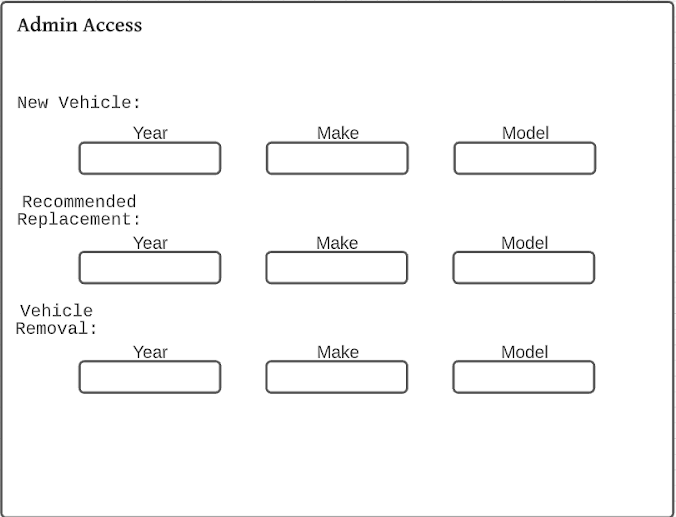 Admin Access
New Vehicle:
Year Make Model
Recommended
Replacement:
Year Make Model
Vehicle
Removal:
Year Make Model